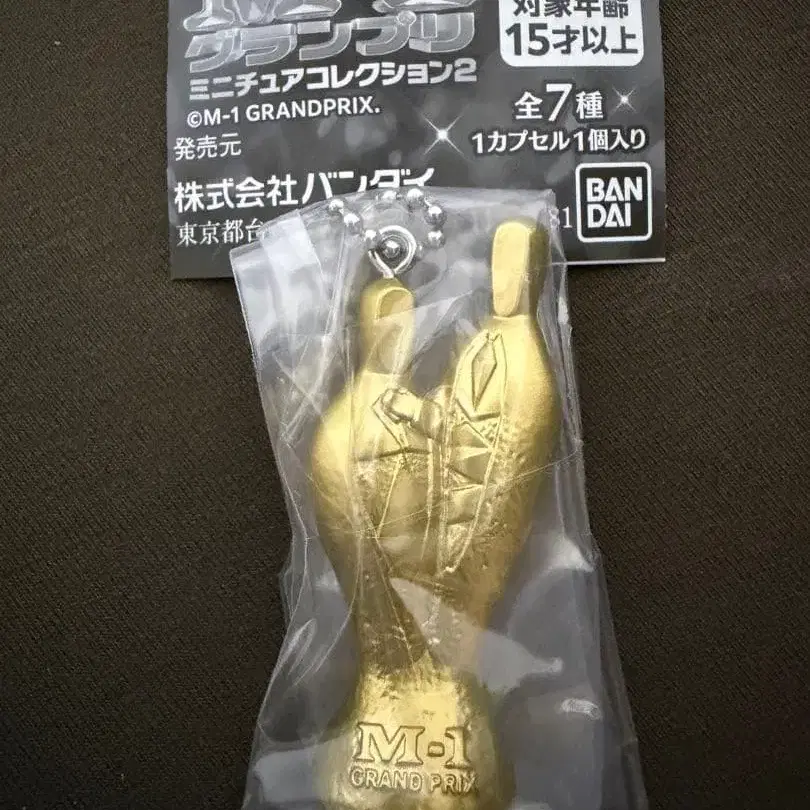 グランプリ
ミニチュアコレクション2
©M-1 GRANDPRIX.
発売元
株式会社バンダイ
東京都台
対象年齢
15才以上
全7種
1カプセル1個入り
81
BAN
DAI
M-1
GRAND PRIX